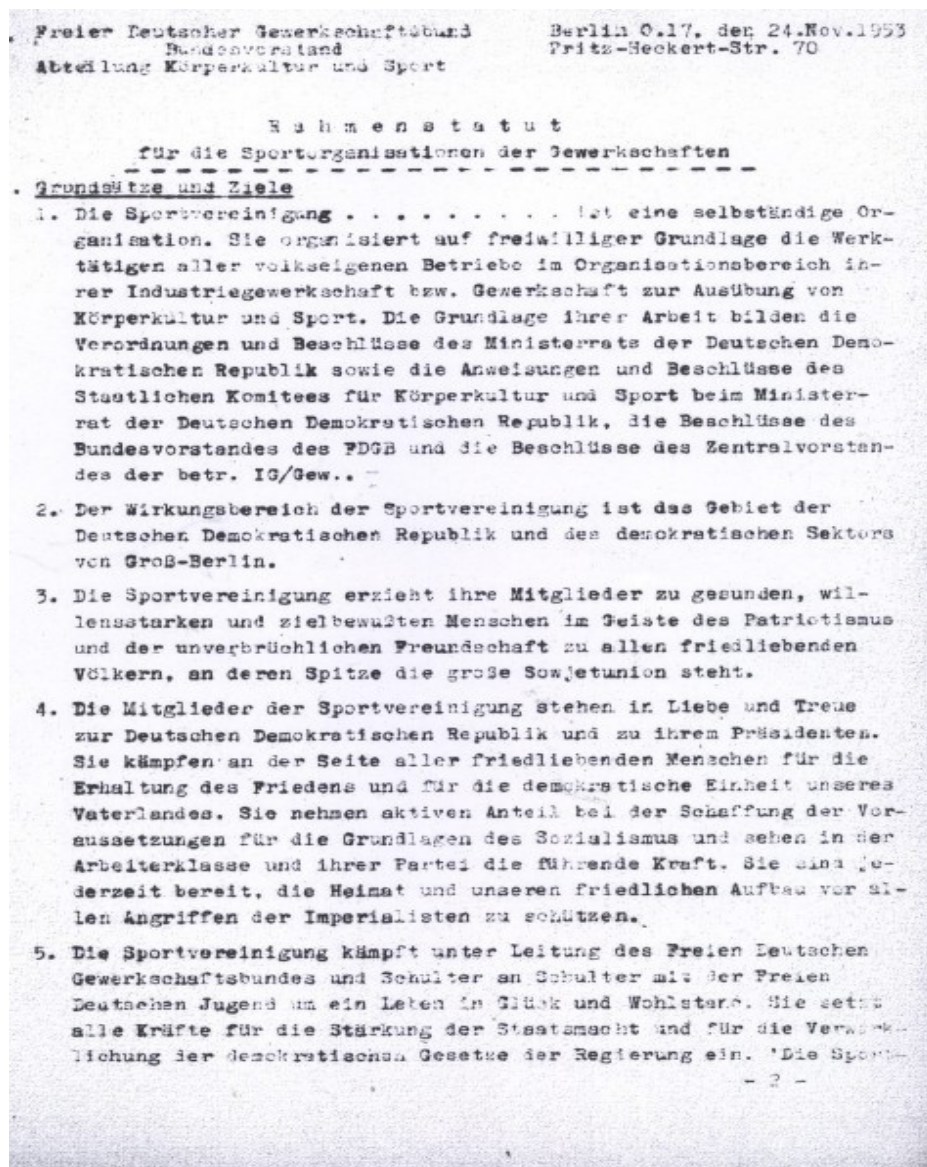 Freier Deutscher Gewerkschaftsbund Berlin O.17, den 24.Nov.1953
Bundesvorstand Fritz-Heckert-Str. 70
Abteilung Körperkultur und Sport
R a h m e n s t a t u t
für die Sportorganisationen der Gewerkschaften
. Grundsätze und Ziele
1. Die Sportvereinigung . . . . . . . . . ist eine selbständige Or-
ganisation. Sie organisiert auf freiwilliger Grundlage die Werk-
tätigen aller volkseigenen Betriebe im Organisationsbereich ih-
rer Industriegewerkschaft bzw. Gewerkschaft zur Ausübung von
Körperkultur und Sport. Die Grundlage ihrer Arbeit bilden die
Verordnungen und Beschlüsse des Ministerrats der Deutschen Demo-
kratischen Republik sowie die Anweisungen und Beschlüsse des
Staatlichen Komitees für Körperkultur und Sport beim Minister-
rat der Deutschen Demokratischen Republik, die Beschlüsse des
Bundesvorstandes des FDGB und die Beschlüsse des Zentralvorstan-
des der betr. IG/Gew..
2. Der Wirkungsbereich der Sportvereinigung ist das Gebiet der
Deutschen Demokratischen Republik und des demokratischen Sektors
von Groß-Berlin.
3. Die Sportvereinigung erzieht ihre Mitglieder zu gesunden, wil-
lensstarken und zielbewußten Menschen im Geiste des Patriotismus
und der unverbrüchlichen Freundschaft zu allen friedliebenden
Völkern, an deren Spitze die große Sowjetunion steht.
4. Die Mitglieder der Sportvereinigung stehen in Liebe und Treue
zur Deutschen Demokratischen Republik und zu ihrem Präsidenten.
Sie kämpfen an der Seite aller friedliebenden Menschen für die
Erhaltung des Friedens und für die demokratische Einheit unseres
Vaterlandes. Sie nehmen aktiven Anteil bei der Schaffung der Vor-
aussetzungen für die Grundlagen des Sozialismus und sehen in der
Arbeiterklasse und ihrer Partei die führende Kraft. Sie sind je-
derzeit bereit, die Heimat und unseren friedlichen Aufbau vor al-
len Angriffen der Imperialisten zu schützen.
5. Die Sportvereinigung kämpft unter Leitung des Freien Deutschen
Gewerkschaftsbundes und Schulter an Schulter mit der Freien
Deutschen Jugend um ein Leben in Glück und Wohlstand. Sie setzt
alle Kräfte für die Stärkung der Staatsmacht und für die Verwirk-
lichung der demokratischen Gesetze der Regierung ein. 'Die Sport-
- 2 -